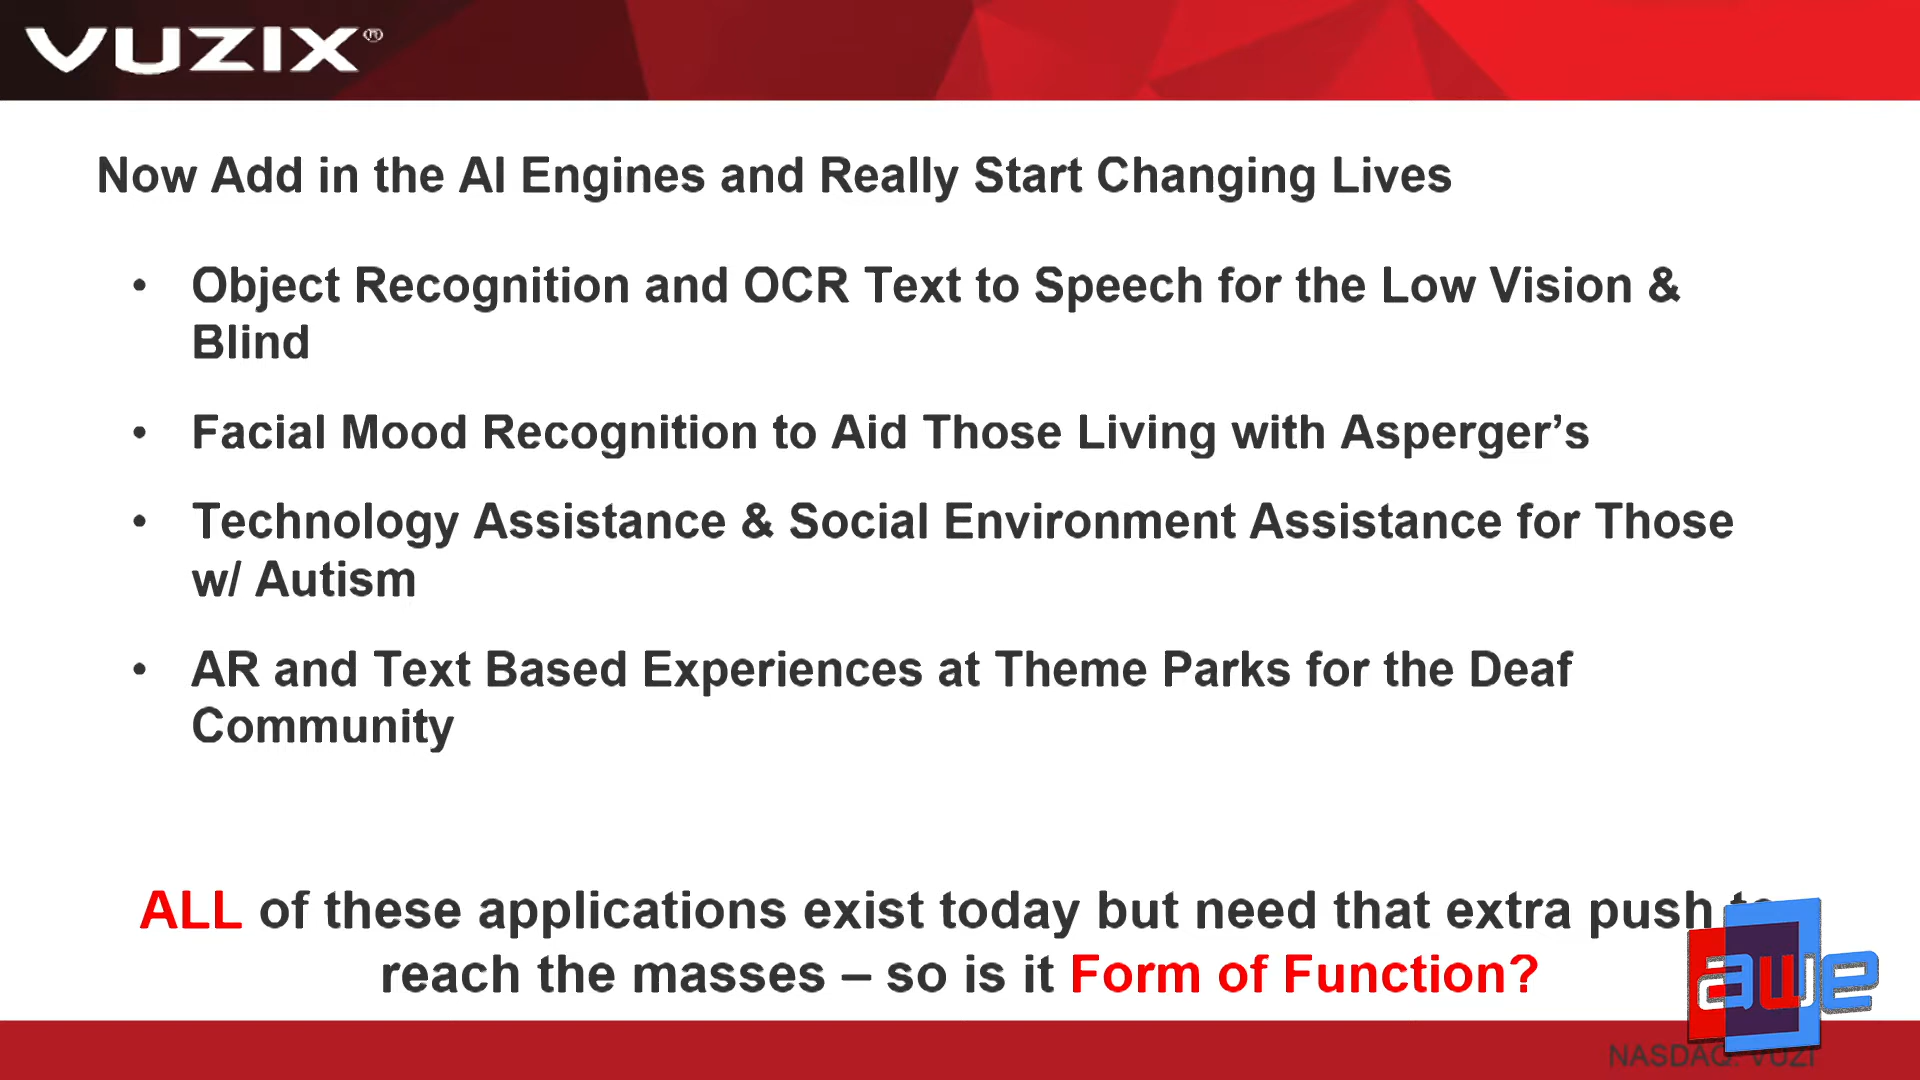 VUZIX®
Now Add in the AI Engines and Really Start Changing Lives
• Object Recognition and OCR Text to Speech for the Low Vision &
Blind
• Facial Mood Recognition to Aid Those Living with Asperger’s
• Technology Assistance & Social Environment Assistance for Those
w/ Autism
• AR and Text Based Experiences at Theme Parks for the Deaf
Community
ALL of these applications exist today but need that extra push to
reach the masses – so is it Form of Function?
awe
NASDAQ: VUZI